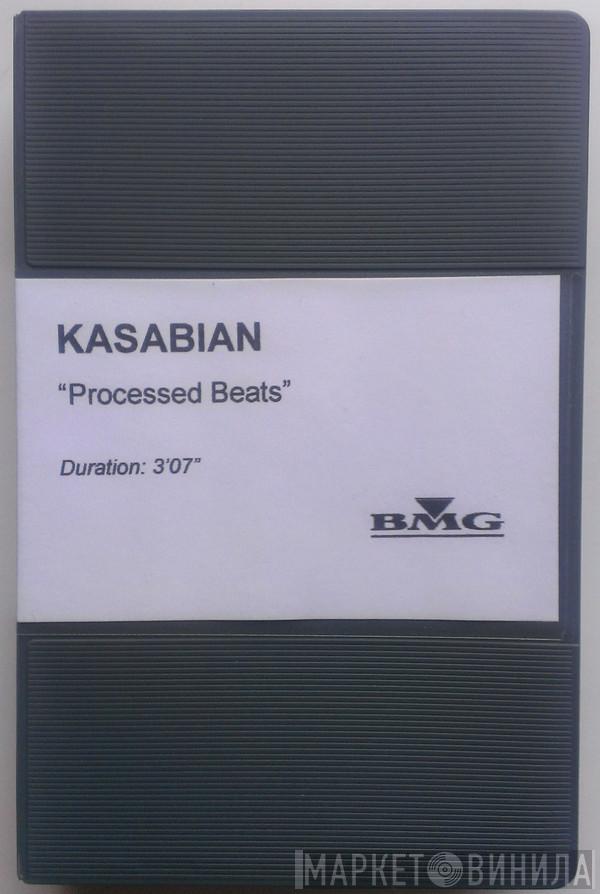 KASABIAN
“Processed Beats”
Duration: 3’07”
BMG
МАРКЕТ ВИНИЛА